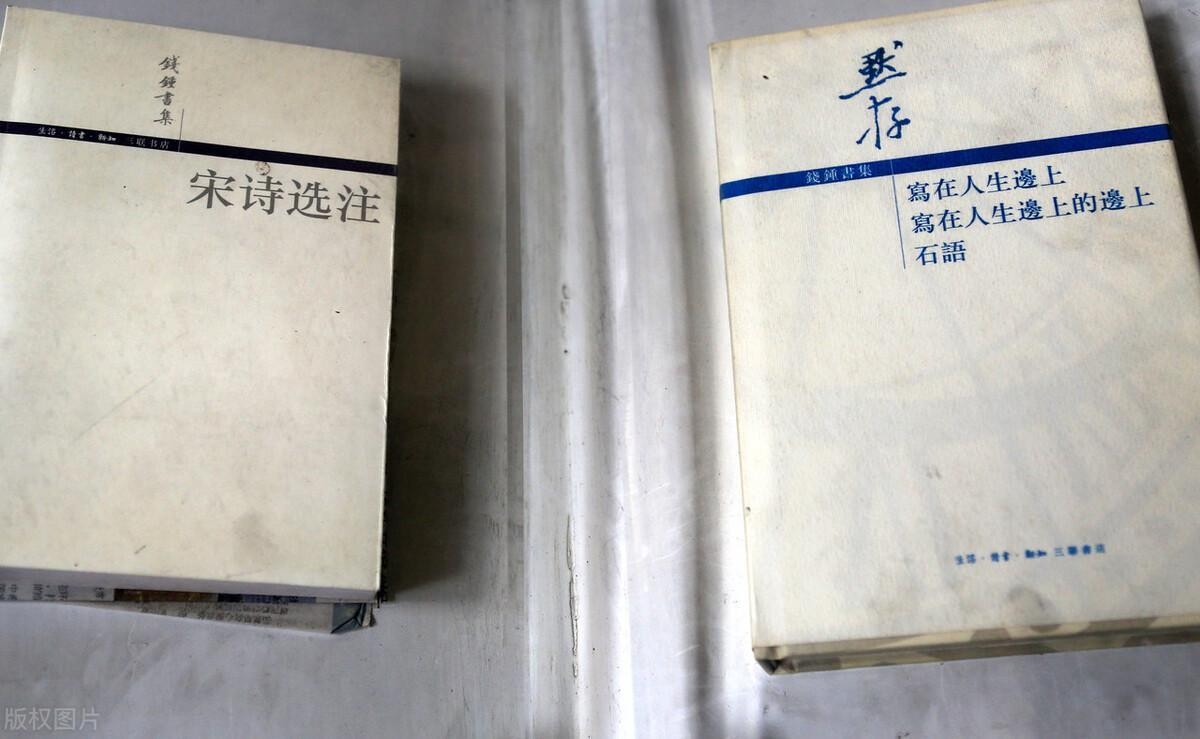 錢鍾書集
生活·讀書·新知 三联书店
宋诗选注
默存
錢鍾書集
寫在人生邊上
寫在人生邊上的邊上
石語
生活·讀書·新知 三聯書店
版权图片